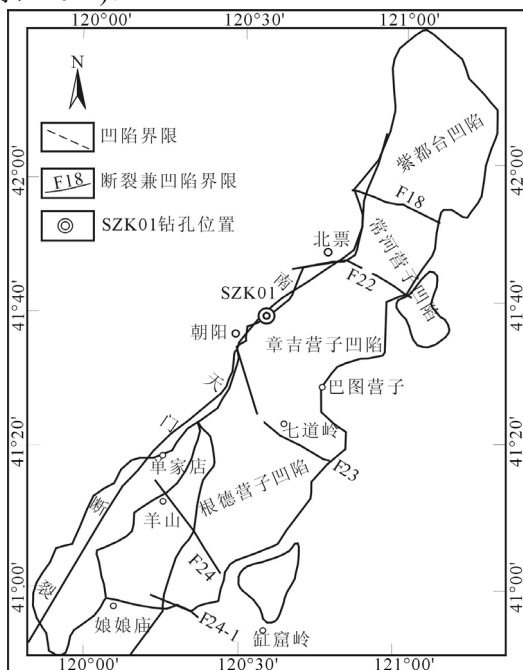 120°00′
120°30′
121°00′
N
凹陷界限
F18
断裂兼凹陷界限
SZK01钻孔位置
42°00′
42°00′
紫都台凹陷
F18
常河营子凹陷
北票
F22
南
SZK01
41°40′
41°40′
朝阳
章吉营子凹陷
天
巴图营子
门
七道岭
41°20′
41°20′
单家店
F23
根德营子凹陷
断
羊山
F24
裂
41°00′
41°00′
娘娘庙
F24-1
缸窟岭
120°00′
120°30′
121°00′